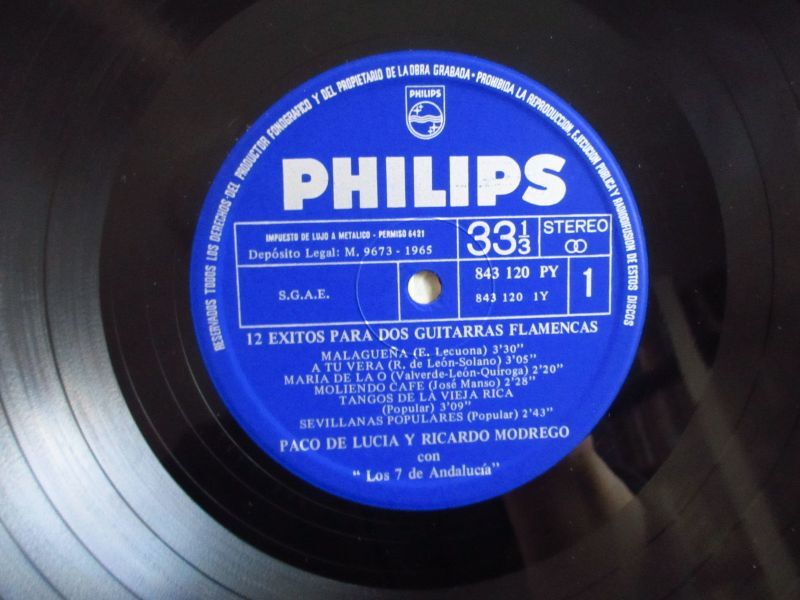 RESERVADOS TODOS LOS DERECHOS-DEL PRODUCTOR FONOGRAFICO Y DEL PROPIETARIO DE LA OBRA GRABADA • PROHIBIDA LA REPRODUCCION, EJECUCION PUBLICA Y RADIODIFUSION DE ESTOS DISCOS
PHILIPS
PHILIPS
IMPUESTO DE LUJO A METALICO - PERMISO 6421
Depósito Legal: M. 9673 - 1965
33 1/3
STEREO
S.G.A.E.
843 120 PY
843 120 1Y
1
12 EXITOS PARA DOS GUITARRAS FLAMENCAS
MALAGUEÑA (E. Lecuona) 3'30"
A TU VERA (R. de León-Solano) 3'05"
MARIA DE LA O (Valverde-León-Quiroga) 2'20"
MOLIENDO CAFE (José Manso) 2'28"
TANGOS DE LA VIEJA RICA
(Popular) 3'09"
SEVILLANAS POPULARES (Popular) 2'43"
PACO DE LUCIA Y RICARDO MODREGO
con
"Los 7 de Andalucía"